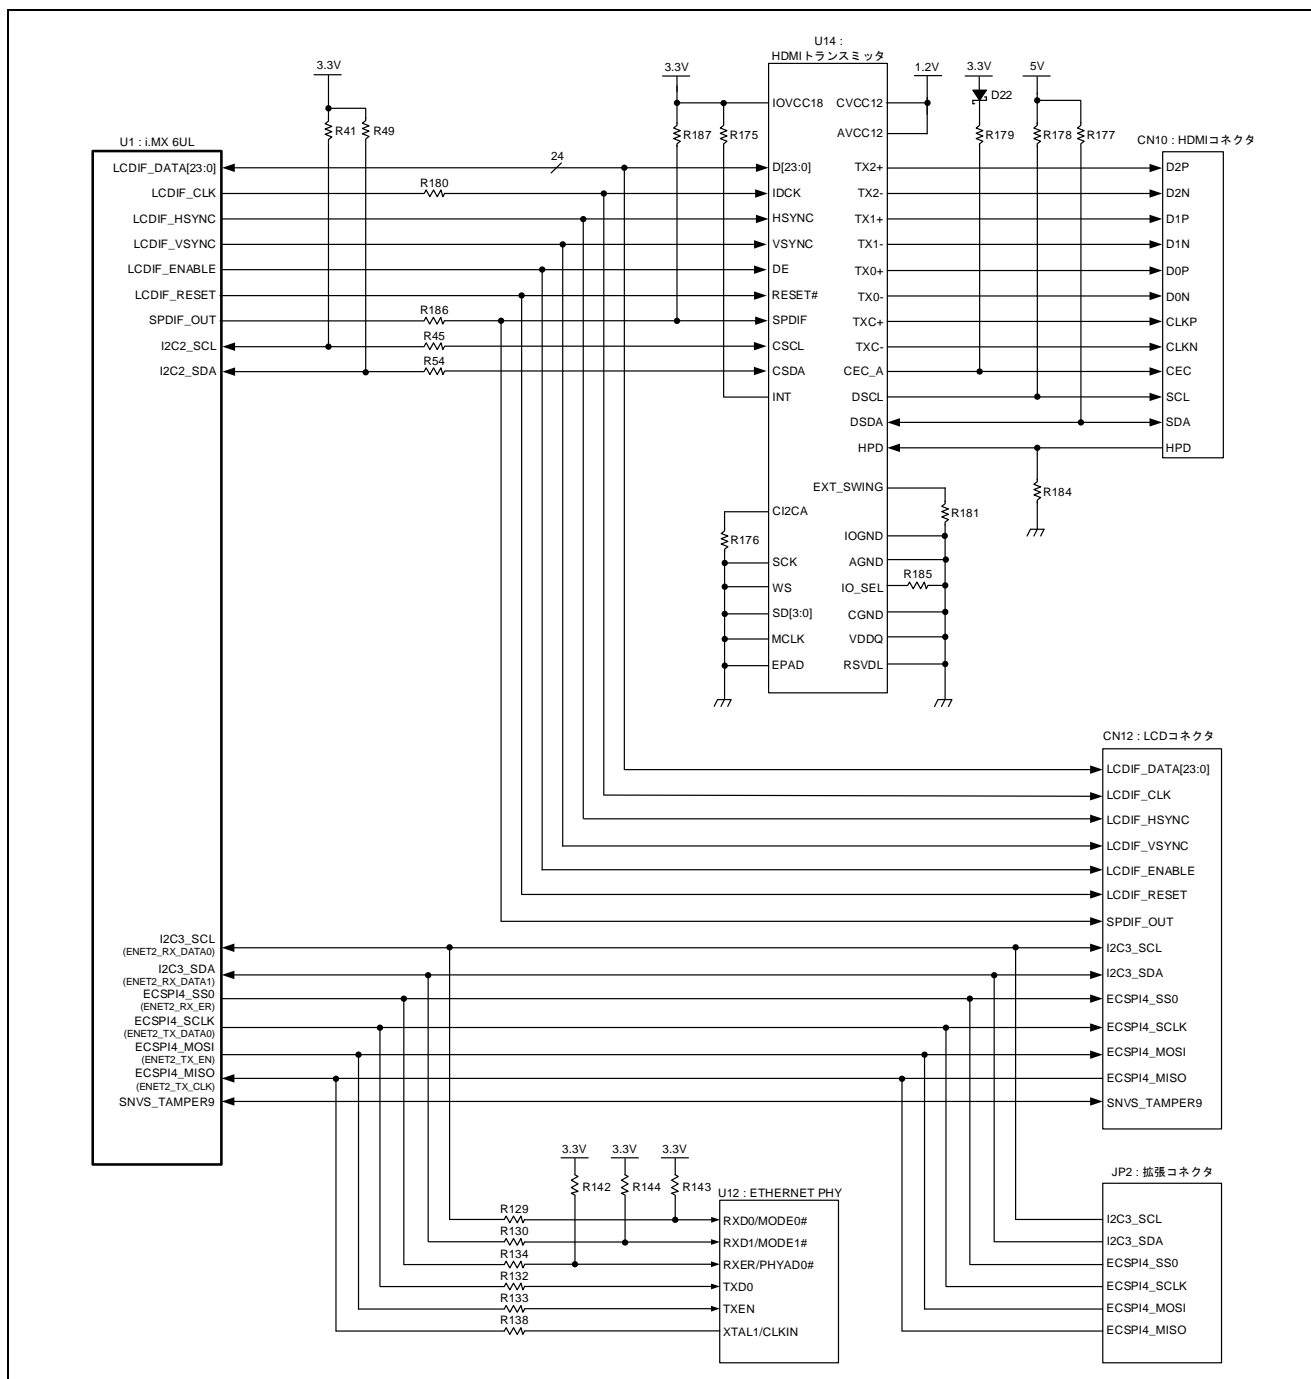 U14 :
HDMIトランスミッタ
3.3V
3.3V
1.2V
3.3V
5V
D22
IOVCC18
CVCC12
R41
R49
R187
R175
AVCC12
R179
R178
R177
U1 : i.MX 6UL
CN10 : HDMIコネクタ
LCDIF_DATA[23:0]
24
D[23:0]
TX2+
D2P
LCDIF_CLK
R180
IDCK
TX2-
D2N
LCDIF_HSYNC
HSYNC
TX1+
D1P
LCDIF_VSYNC
VSYNC
TX1-
D1N
LCDIF_ENABLE
DE
TX0+
D0P
LCDIF_RESET
RESET#
TX0-
D0N
SPDIF_OUT
R186
SPDIF
TXC+
CLKP
I2C2_SCL
R45
CSCL
TXC-
CLKN
I2C2_SDA
R54
CSDA
CEC_A
CEC
INT
DSCL
SCL
DSDA
SDA
HPD
HPD
EXT_SWING
R184
CI2CA
R181
R176
IOGND
SCK
AGND
WS
IO_SEL
R185
SD[3:0]
CGND
MCLK
VDDQ
EPAD
RSVDL
CN12 : LCDコネクタ
LCDIF_DATA[23:0]
LCDIF_CLK
LCDIF_HSYNC
LCDIF_VSYNC
LCDIF_ENABLE
LCDIF_RESET
SPDIF_OUT
I2C3_SCL
(ENET2_RX_DATA0)
I2C3_SCL
I2C3_SDA
(ENET2_RX_DATA1)
I2C3_SDA
ECSPI4_SS0
(ENET2_RX_ER)
ECSPI4_SS0
ECSPI4_SCLK
(ENET2_TX_DATA0)
ECSPI4_SCLK
ECSPI4_MOSI
(ENET2_TX_EN)
ECSPI4_MOSI
ECSPI4_MISO
(ENET2_TX_CLK)
ECSPI4_MISO
SNVS_TAMPER9
SNVS_TAMPER9
3.3V
3.3V
3.3V
R142
R144
R143
U12 : ETHERNET PHY
JP2 : 拡張コネクタ
R129
RXD0/MODE0#
I2C3_SCL
R130
RXD1/MODE1#
I2C3_SDA
R134
RXER/PHYAD0#
ECSPI4_SS0
R132
TXD0
ECSPI4_SCLK
R133
TXEN
ECSPI4_MOSI
R138
XTAL1/CLKIN
ECSPI4_MISO